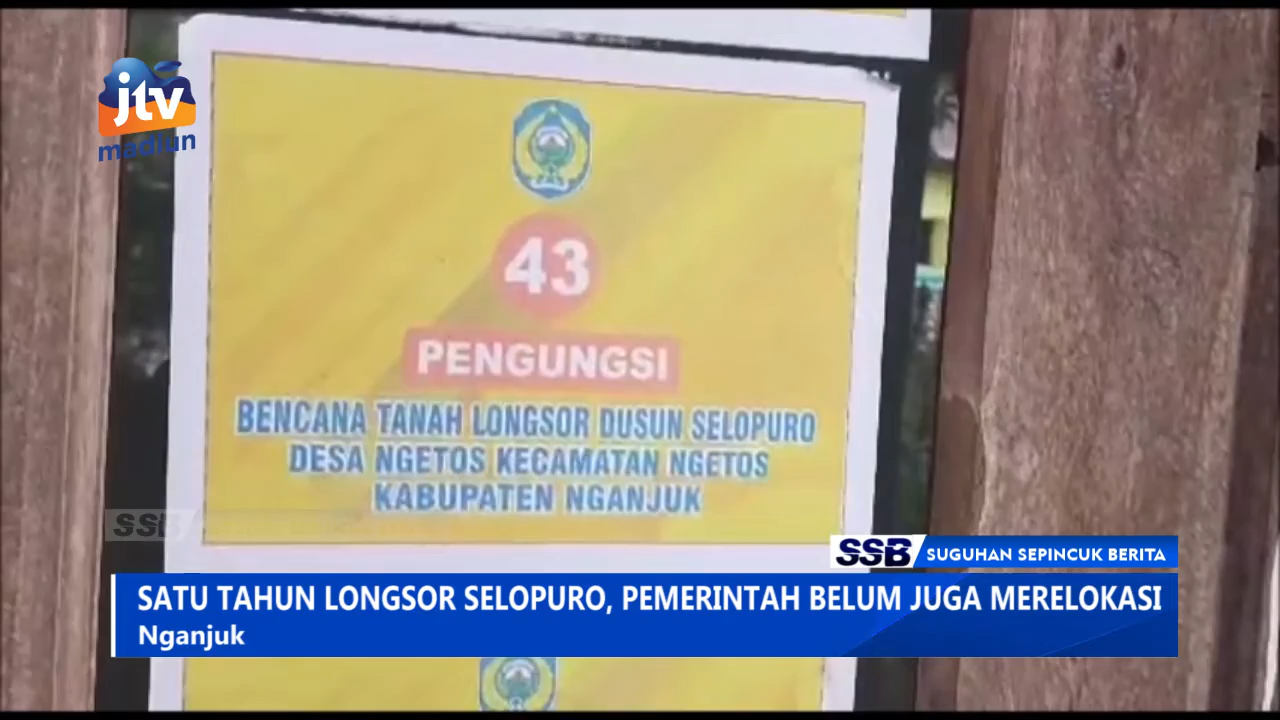 jtv
madiun
43
PENGUNGSI
BENCANA TANAH LONGSOR DUSUN SELOPURO
DESA NGETOS KECAMATAN NGETOS
KABUPATEN NGANJUK
SSB
SSB SUGUHAN SEPINCUK BERITA
SATU TAHUN LONGSOR SELOPURO, PEMERINTAH BELUM JUGA MERELOKASI
Nganjuk